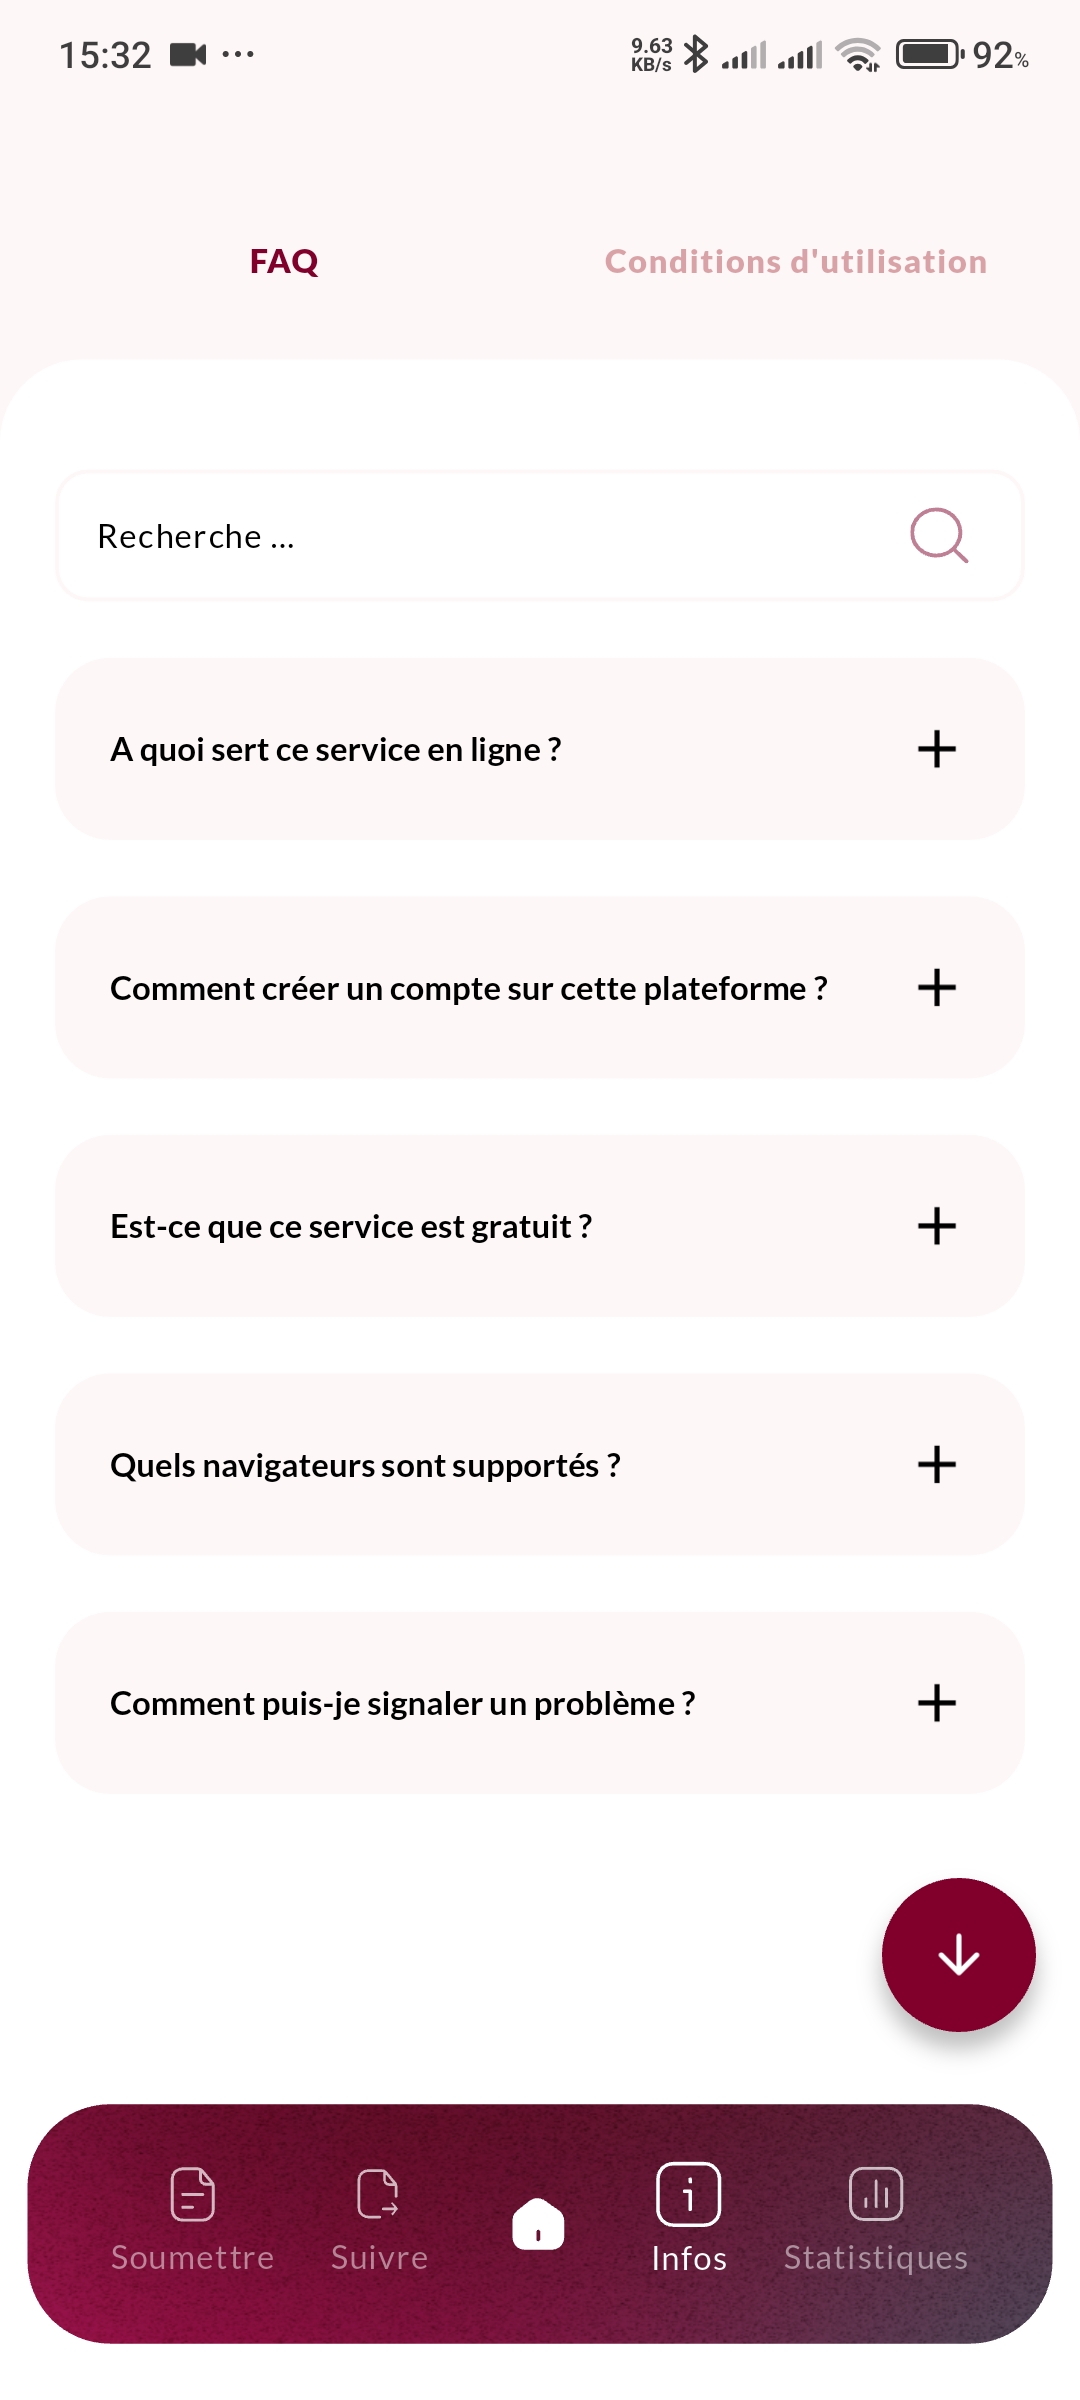 15:32 ... 9.63 KB/s 92%
FAQ Conditions d'utilisation
Recherche ...
A quoi sert ce service en ligne ?
Comment créer un compte sur cette plateforme ?
Est-ce que ce service est gratuit ?
Quels navigateurs sont supportés ?
Comment puis-je signaler un problème ?
Soumettre Suivre Infos Statistiques